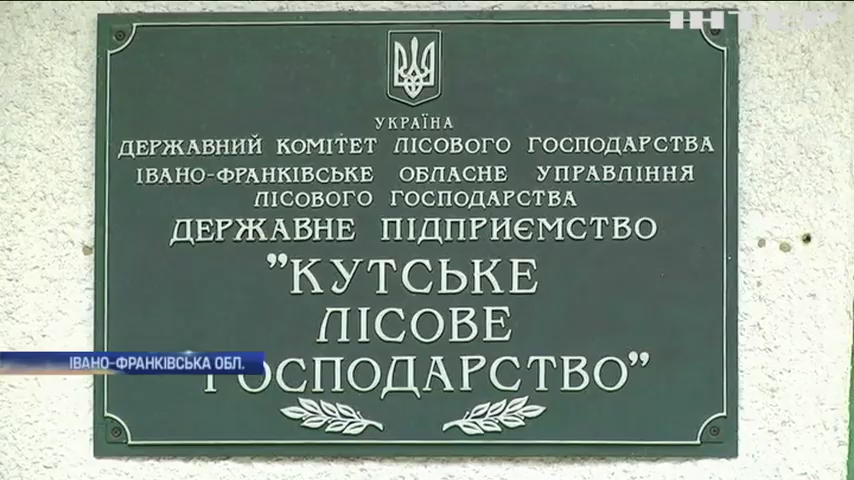 ІНТЕР
УКРАЇНА
ДЕРЖАВНИЙ КОМІТЕТ ЛІСОВОГО ГОСПОДАРСТВА
ІВАНО-ФРАНКІВСЬКЕ ОБЛАСНЕ УПРАВЛІННЯ
ЛІСОВОГО ГОСПОДАРСТВА
ДЕРЖАВНЕ ПІДПРИЄМСТВО
"КУТСЬКЕ
ЛІСОВЕ
ІВАНО-ФРАНКІВСЬКА ОБЛ.
ГОСПОДАРСТВО"